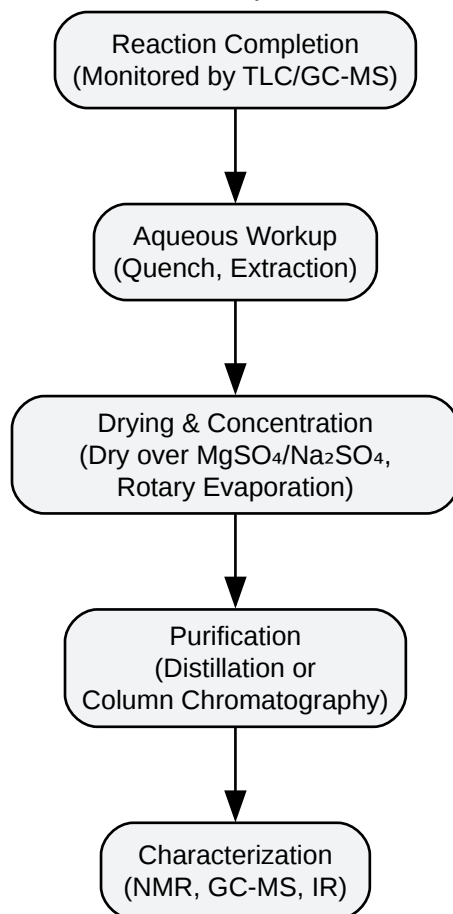 Reaction Completion
(Monitored by TLC/GC-MS)
Aqueous Workup
(Quench, Extraction)
Drying & Concentration
(Dry over MgSO₄/Na₂SO₄,
Rotary Evaporation)
Purification
(Distillation or
Column Chromatography)
Characterization
(NMR, GC-MS, IR)